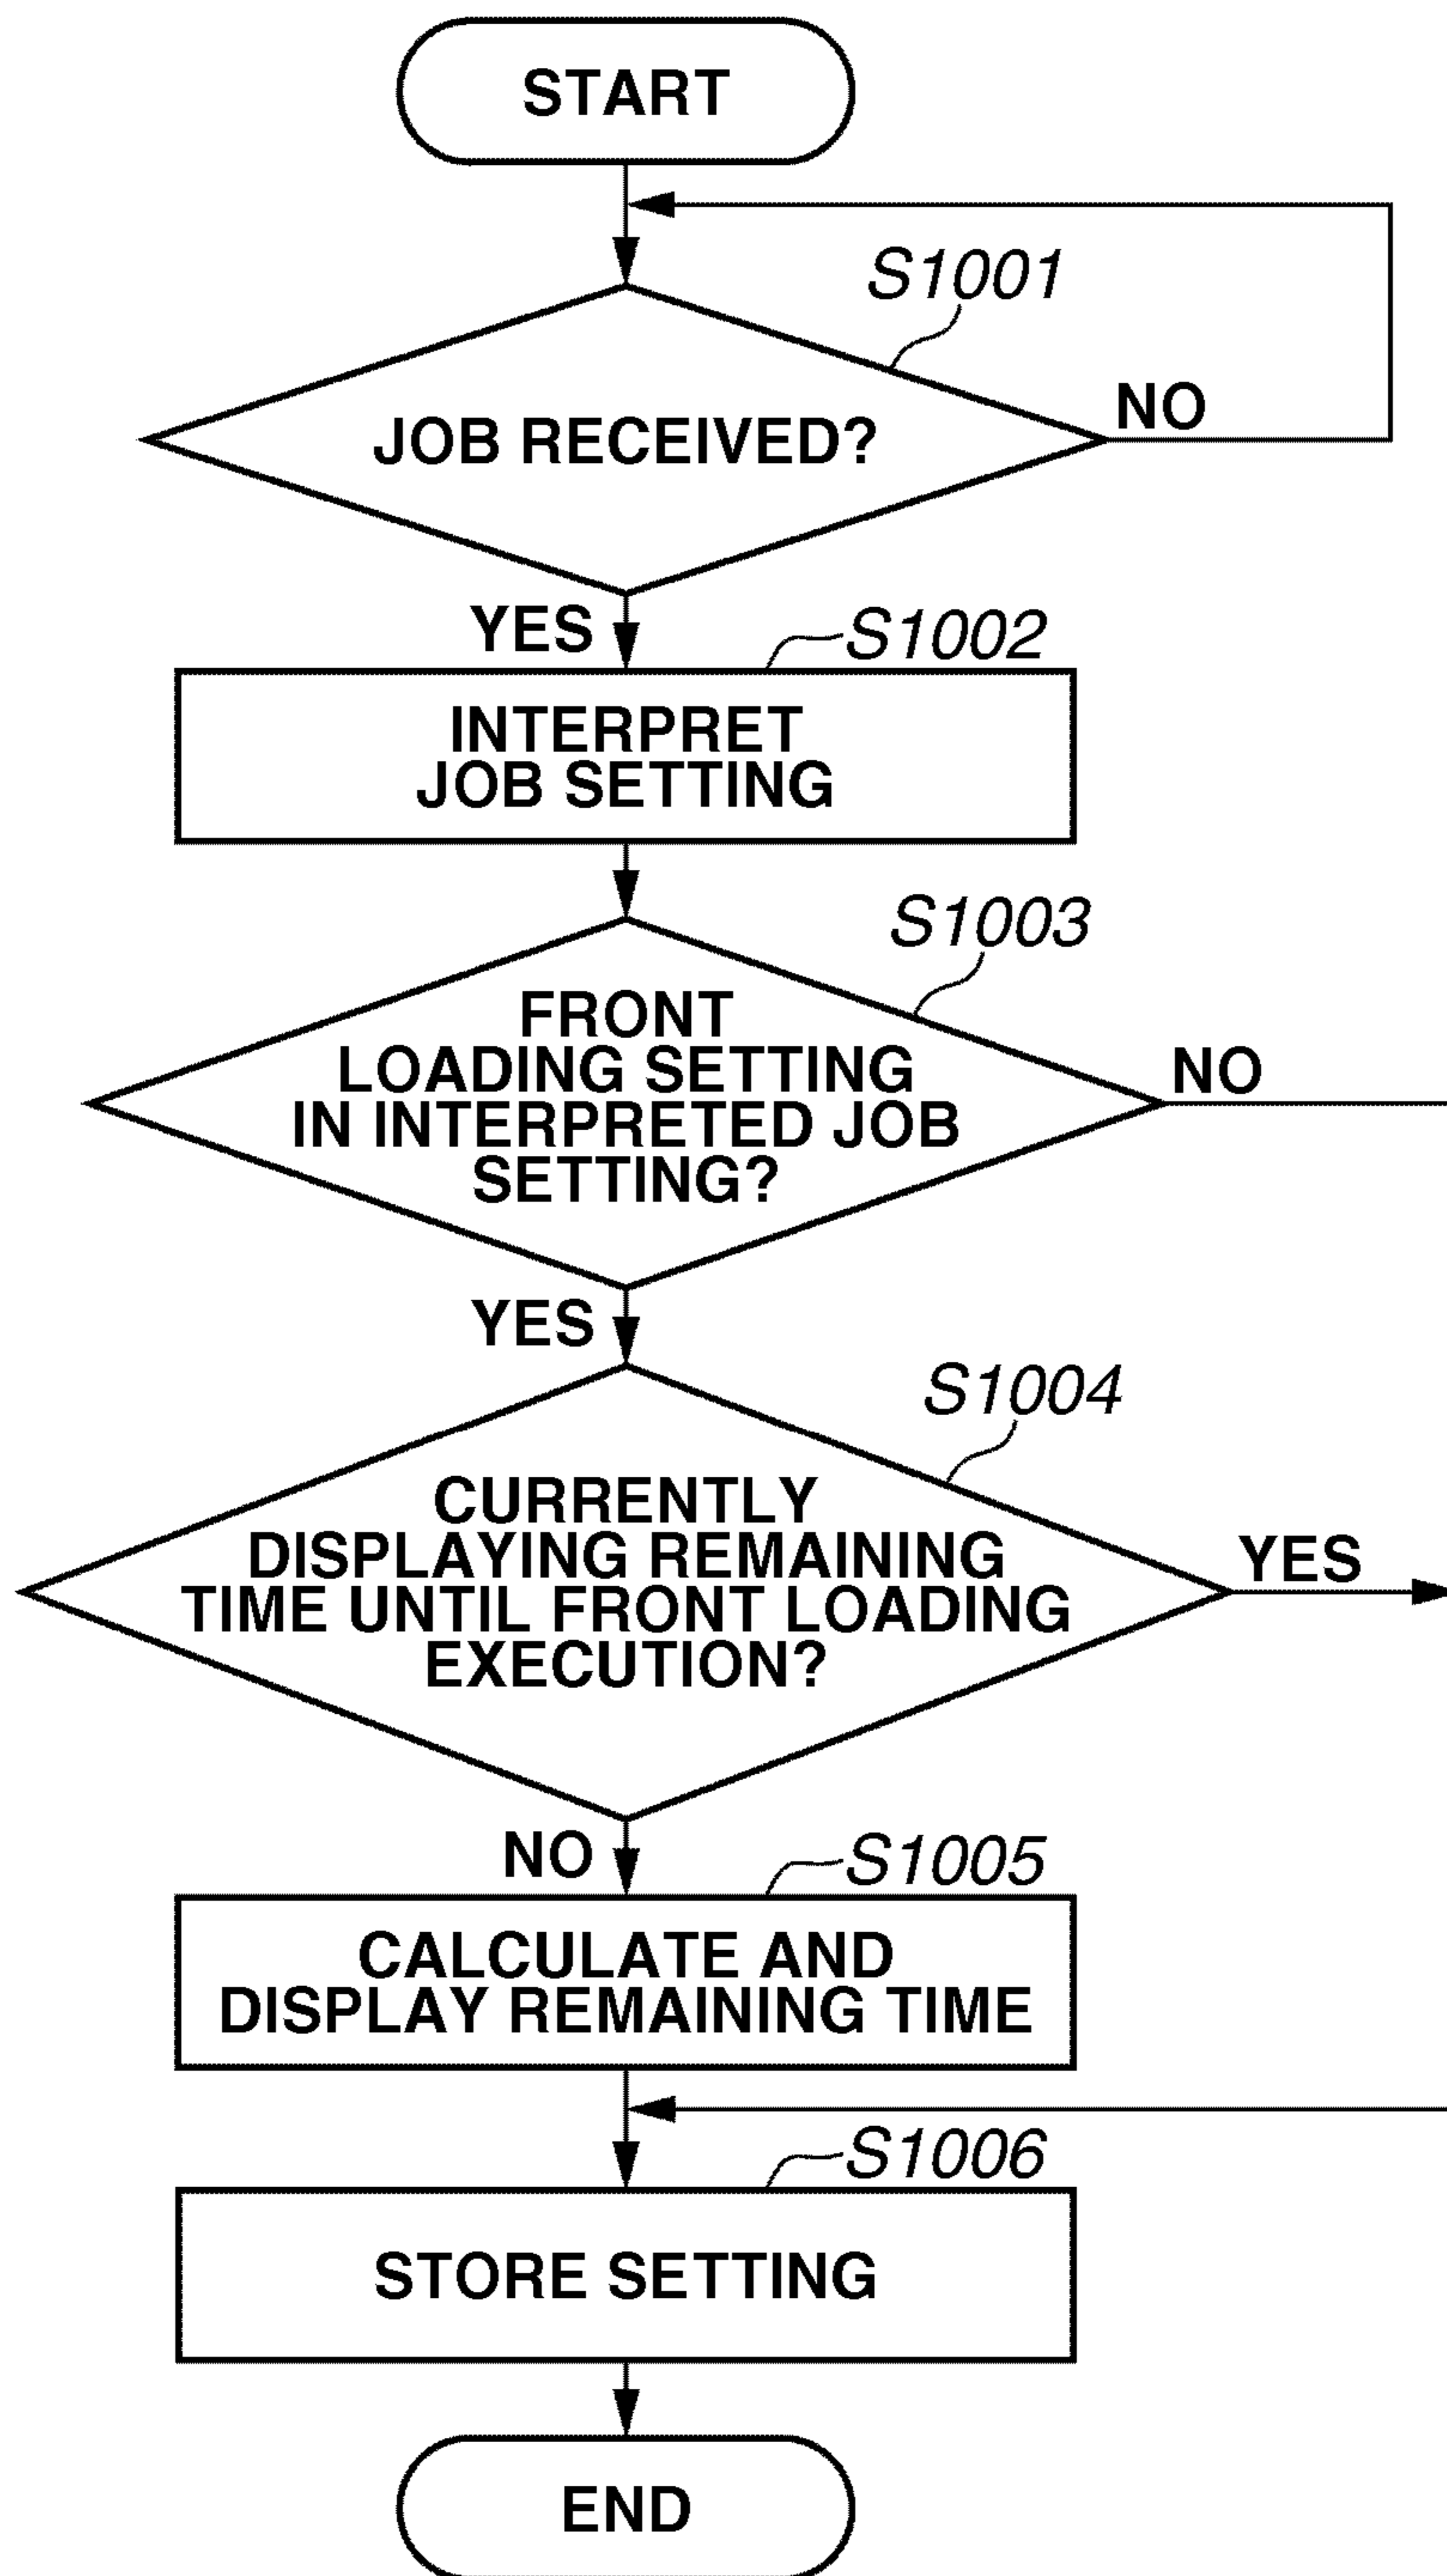 START
S1001
JOB RECEIVED?
NO
YES
S1002
INTERPRET
JOB SETTING
S1003
FRONT
LOADING SETTING
IN INTERPRETED JOB
SETTING?
NO
YES
S1004
CURRENTLY
DISPLAYING REMAINING
TIME UNTIL FRONT LOADING
EXECUTION?
YES
NO
S1005
CALCULATE AND
DISPLAY REMAINING TIME
S1006
STORE SETTING
END